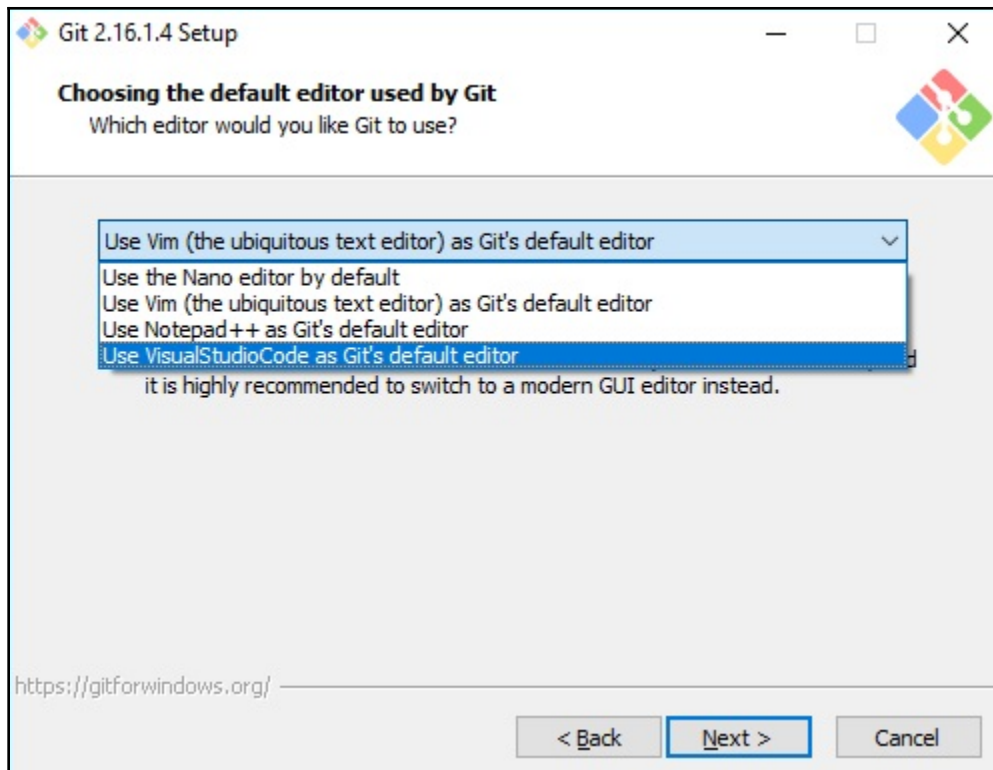 Git 2.16.1.4 Setup
Choosing the default editor used by Git
Which editor would you like Git to use?
Use Vim (the ubiquitous text editor) as Git's default editor
Use the Nano editor by default
Use Vim (the ubiquitous text editor) as Git's default editor
Use Notepad++ as Git's default editor
Use VisualStudioCode as Git's default editor
it is highly recommended to switch to a modern GUI editor instead.
https://gitforwindows.org/
< Back
Next >
Cancel